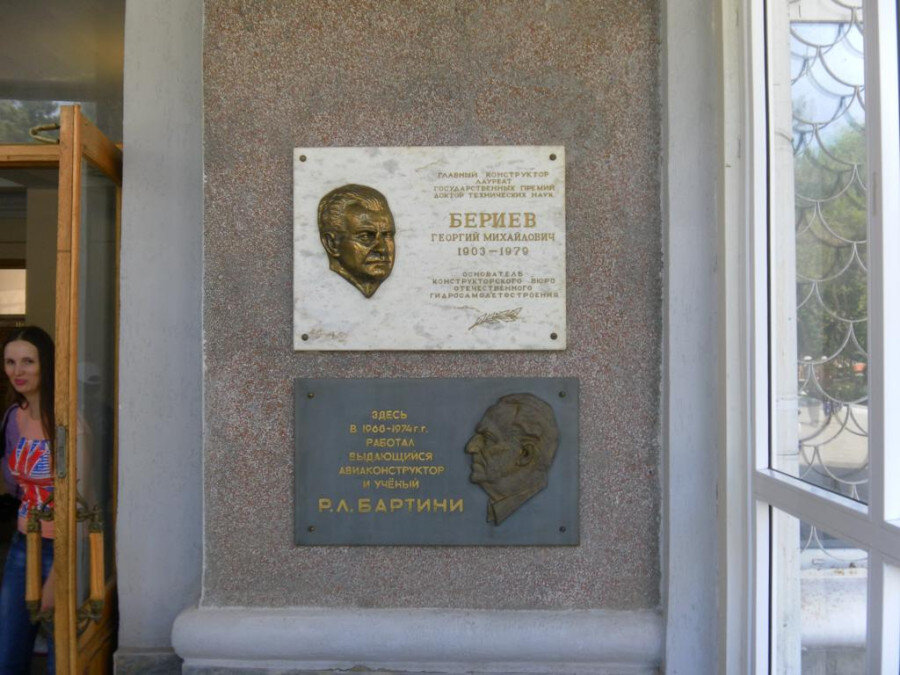 ГЛАВНЫЙ КОНСТРУКТОР
ЛАУРЕАТ
ГОСУДАРСТВЕННЫХ ПРЕМИЙ
ДОКТОР ТЕХНИЧЕСКИХ НАУК
БЕРИЕВ
ГЕОРГИЙ МИХАЙЛОВИЧ
1903-1979
ОСНОВАТЕЛЬ
КОНСТРУКТОРСКОГО БЮРО
ОТЕЧЕСТВЕННОГО
ГИДРОСАМОЛЕТОСТРОЕНИЯ
ЗДЕСЬ
В 1968-1974 г.г.
РАБОТАЛ
ВЫДАЮЩИЙСЯ
АВИАКОНСТРУКТОР
И УЧЁНЫЙ
Р.Л. БАРТИНИ